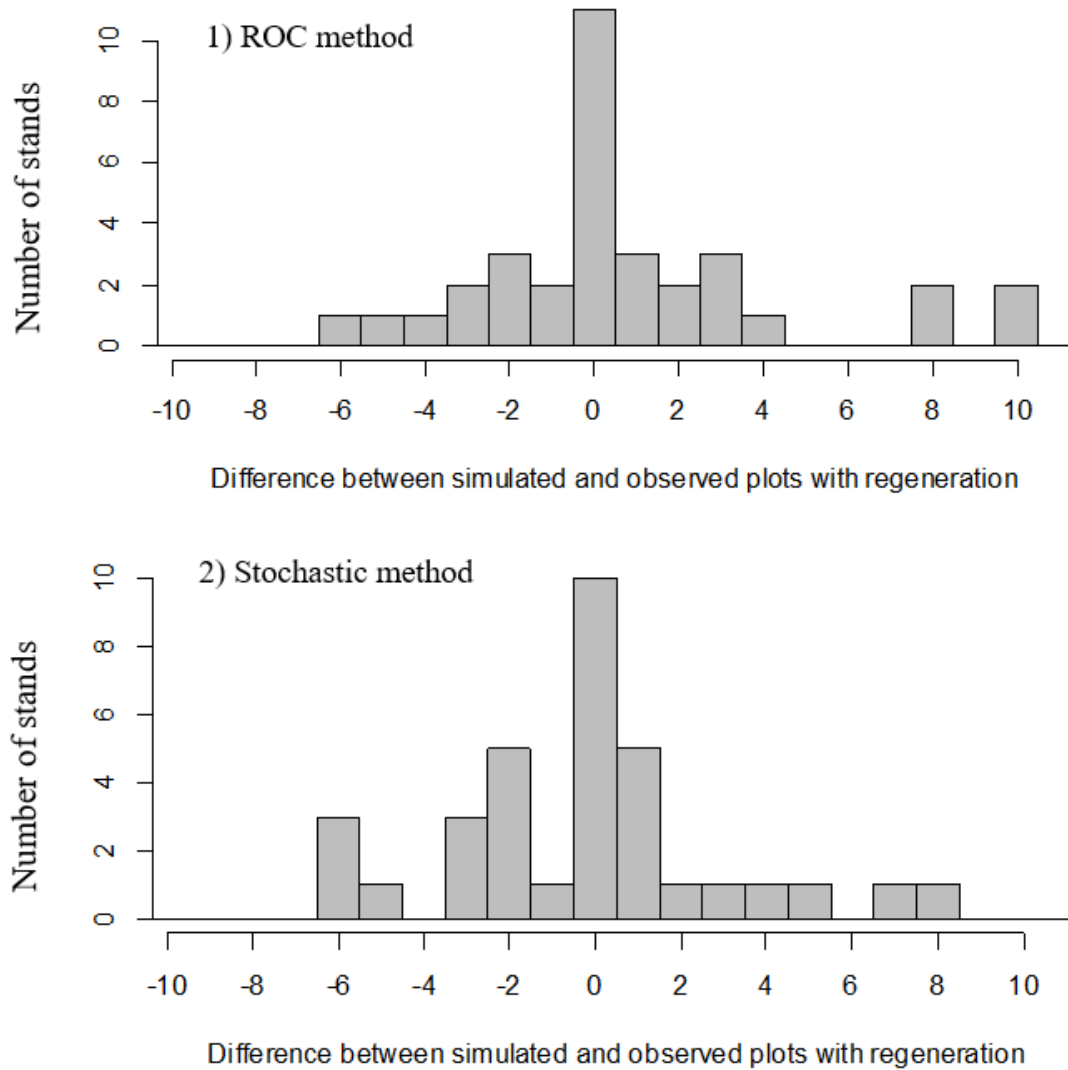 1) ROC method
Number of stands
10
8
6
4
2
0
-10 -8 -6 -4 -2 0 2 4 6 8 10
Difference between simulated and observed plots with regeneration
2) Stochastic method
Number of stands
10
8
6
4
2
0
-10 -8 -6 -4 -2 0 2 4 6 8 10
Difference between simulated and observed plots with regeneration